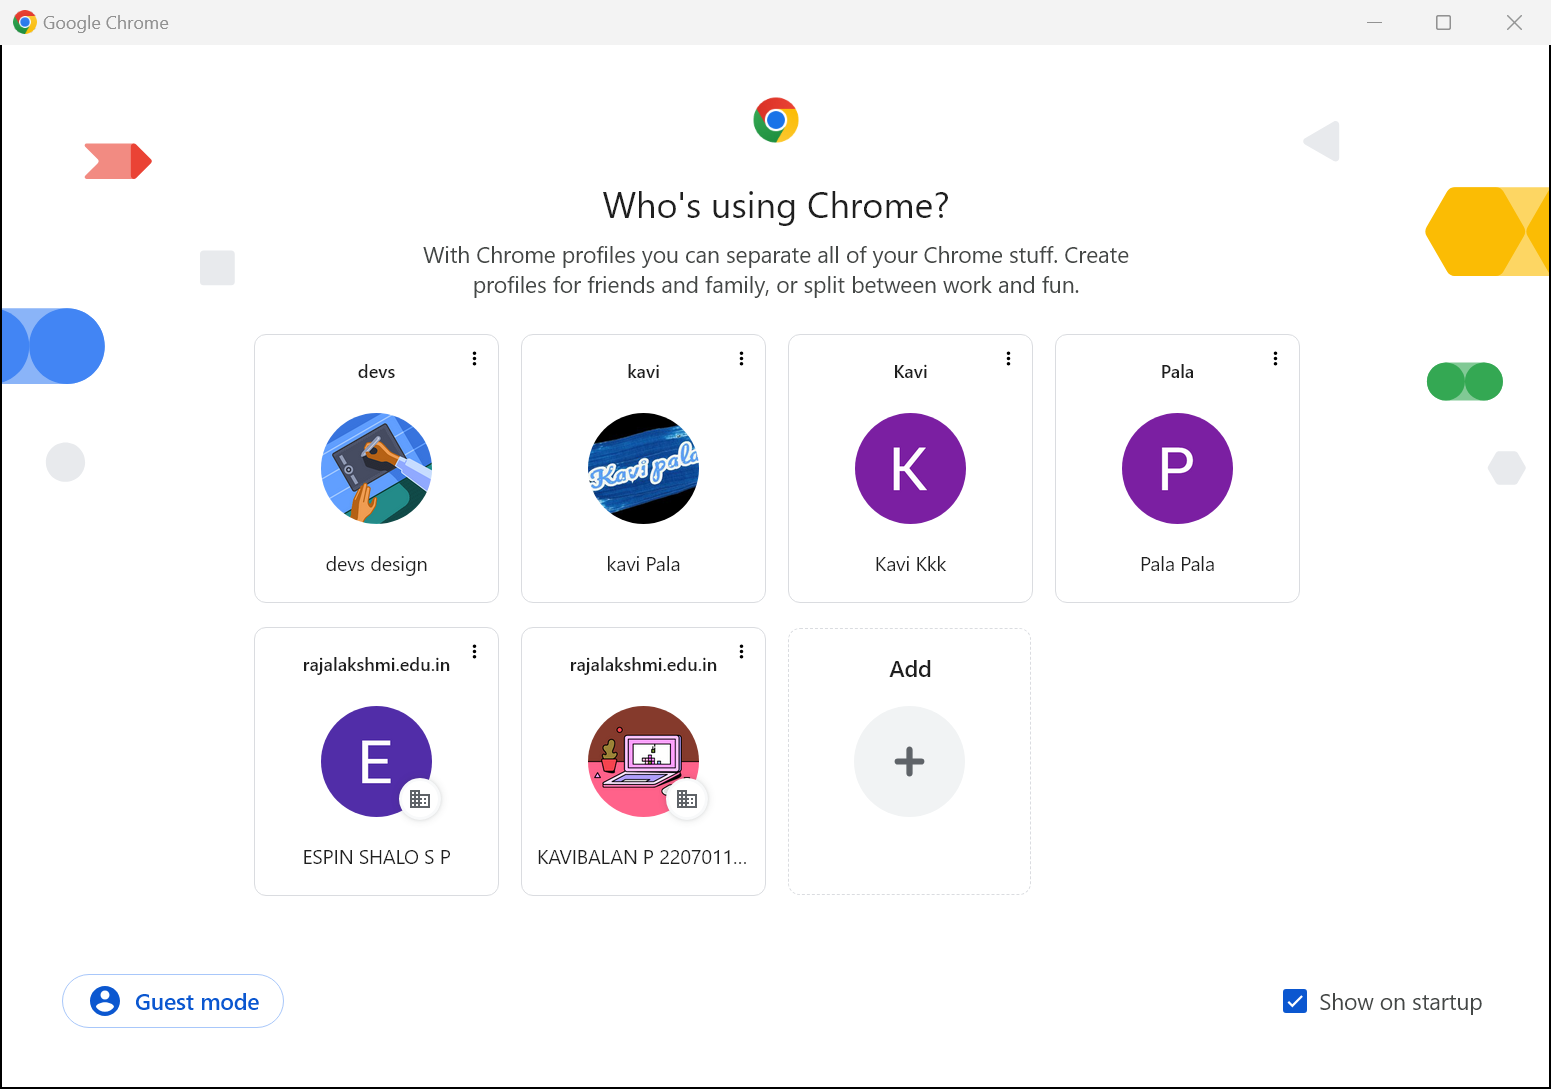 Google Chrome
Who's using Chrome?
With Chrome profiles you can separate all of your Chrome stuff. Create
profiles for friends and family, or split between work and fun.
devs
kavi
Kavi
Pala
Kavi pala
K
P
devs design
kavi Pala
Kavi Kkk
Pala Pala
rajalakshmi.edu.in
rajalakshmi.edu.in
Add
E
ESPIN SHALO S P
KAVIBALAN P 2207011...
Guest mode
Show on startup